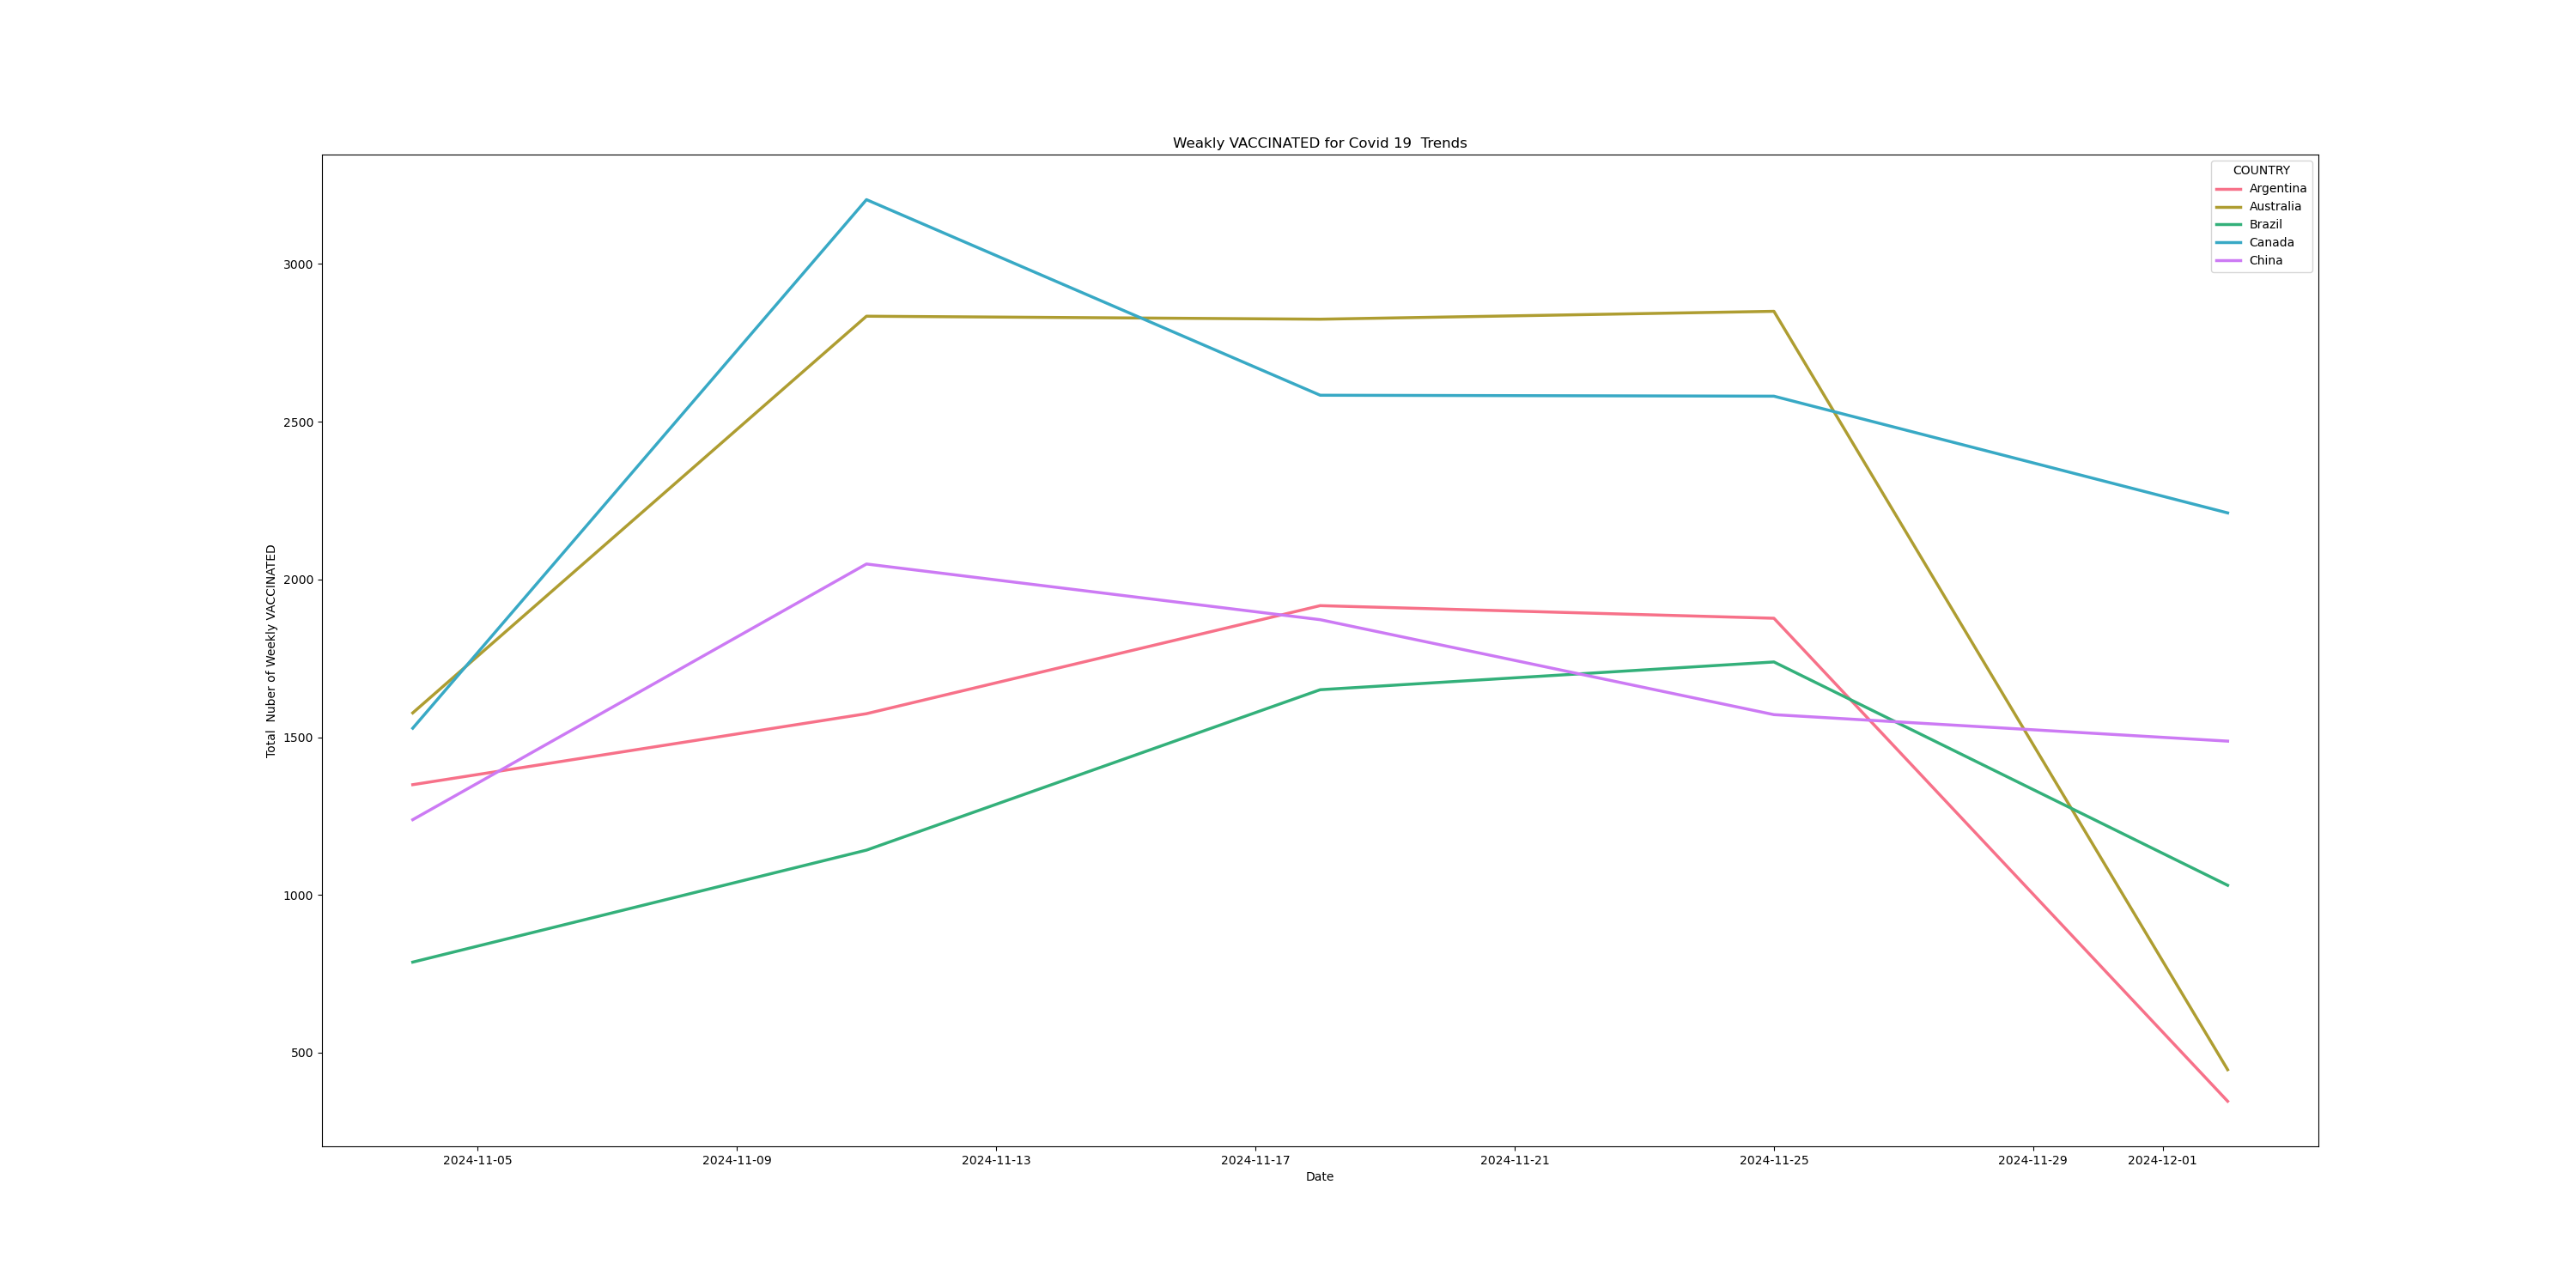 Weakly VACCINATED for Covid 19  Trends
COUNTRY
Argentina
Australia
Brazil
Canada
China
3000
2500
2000
1500
1000
500
Total  Nuber of Weekly VACCINATED
2024-11-05
2024-11-09
2024-11-13
2024-11-17
2024-11-21
2024-11-25
2024-11-29
2024-12-01
Date